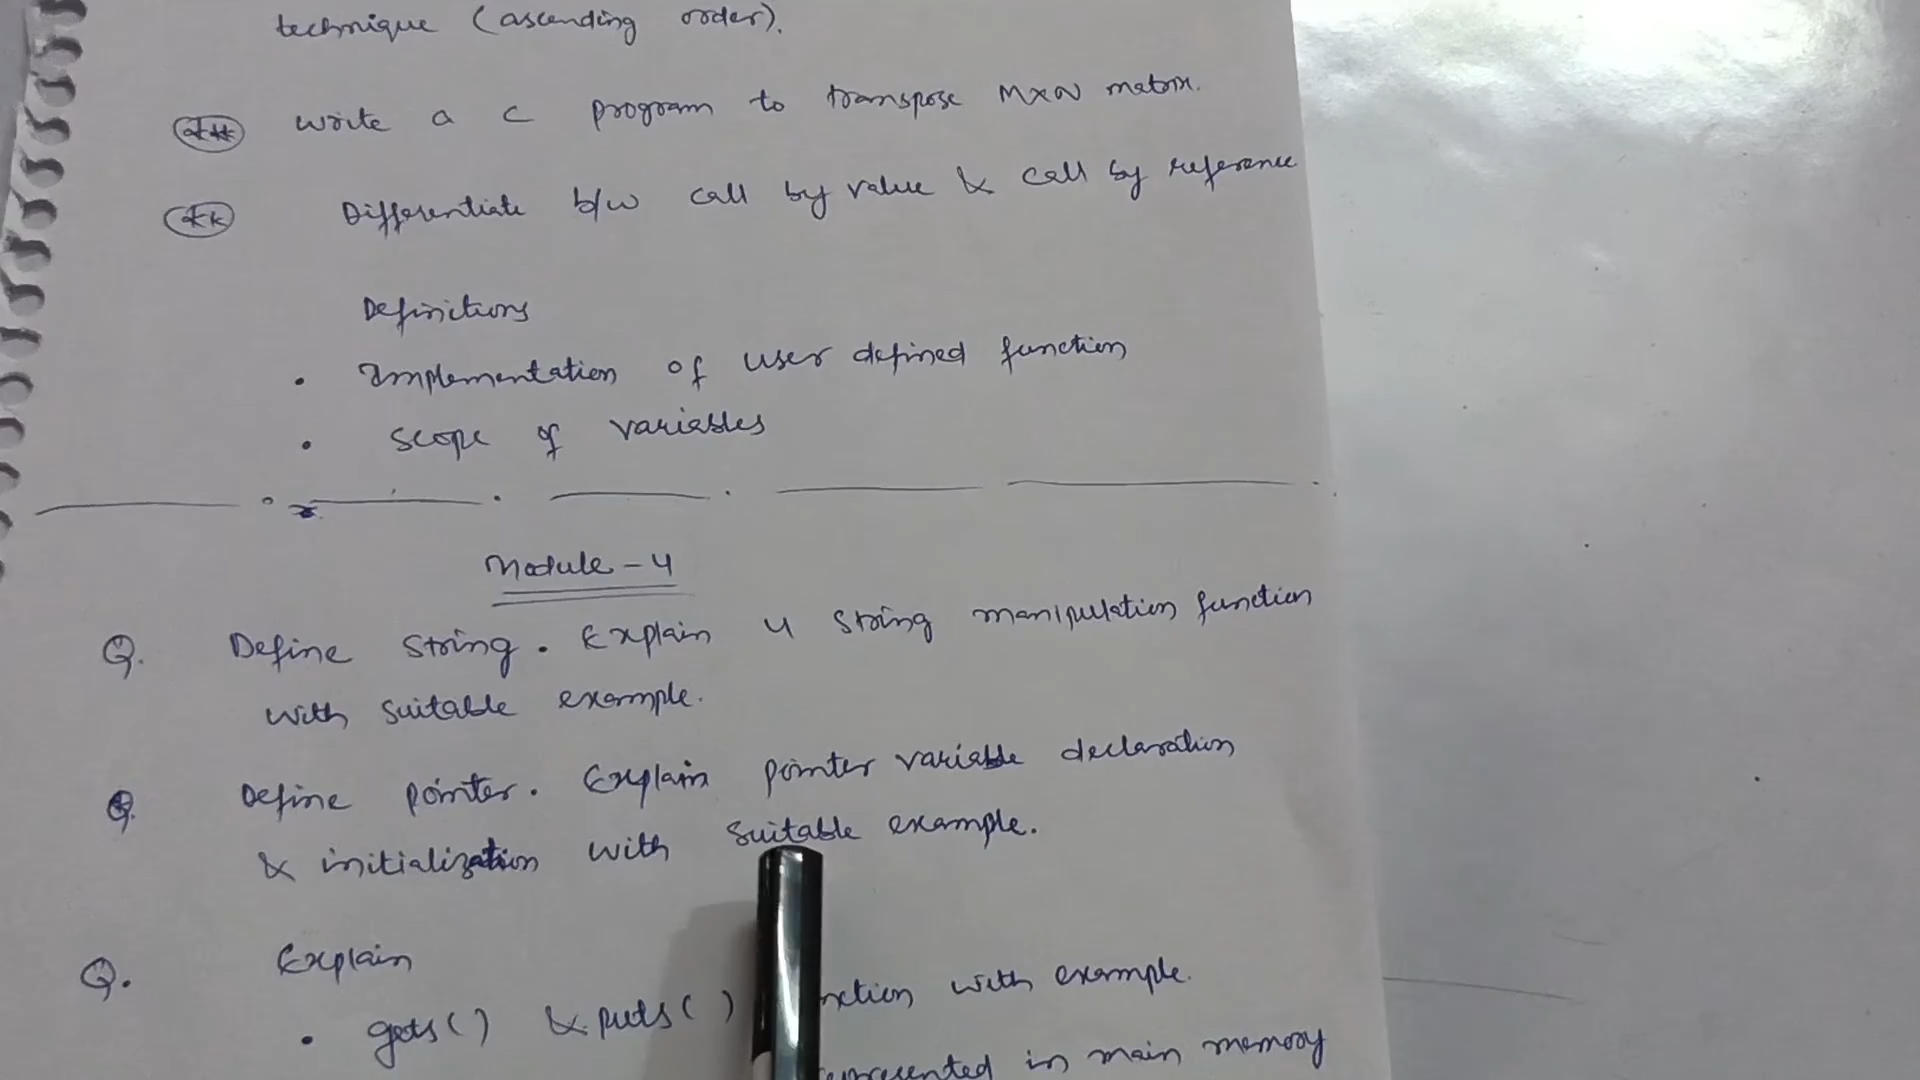 technique (ascending order).
** Write a C program to transpose MXN matrix.
** Differentiate b/w call by value & call by reference
Definitions
• Implementation of user defined function
• Scope of variables
Module - 4
Q. Define string. Explain 4 string manipulation function
with suitable example.
Q. Define pointer. Explain pointer variable declaration
& initialization with suitable example.
Q. Explain
• gets() & puts() with example.
in main memory